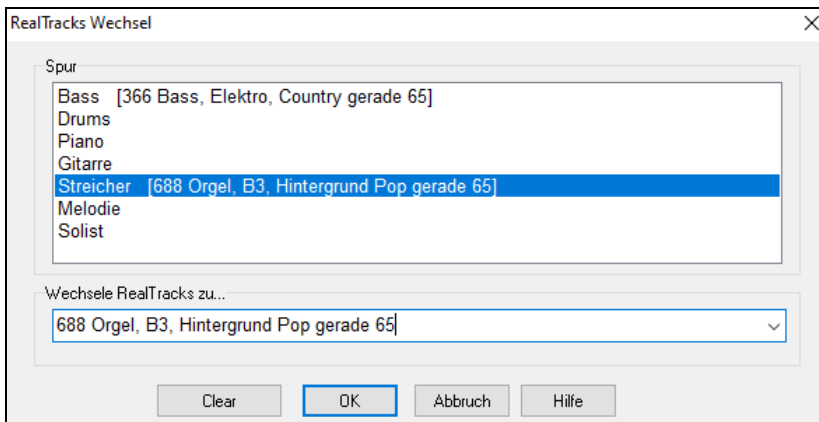 RealTracks Wechsel
Spur
Bass [366 Bass, Elektro, Country gerade 65]
Drums
Piano
Gitarre
Streicher [688 Orgel, B3, Hintergrund Pop gerade 65]
Melodie
Solist
Wechsele RealTracks zu...
688 Orgel, B3, Hintergrund Pop gerade 65
Clear OK Abbruch Hilfe